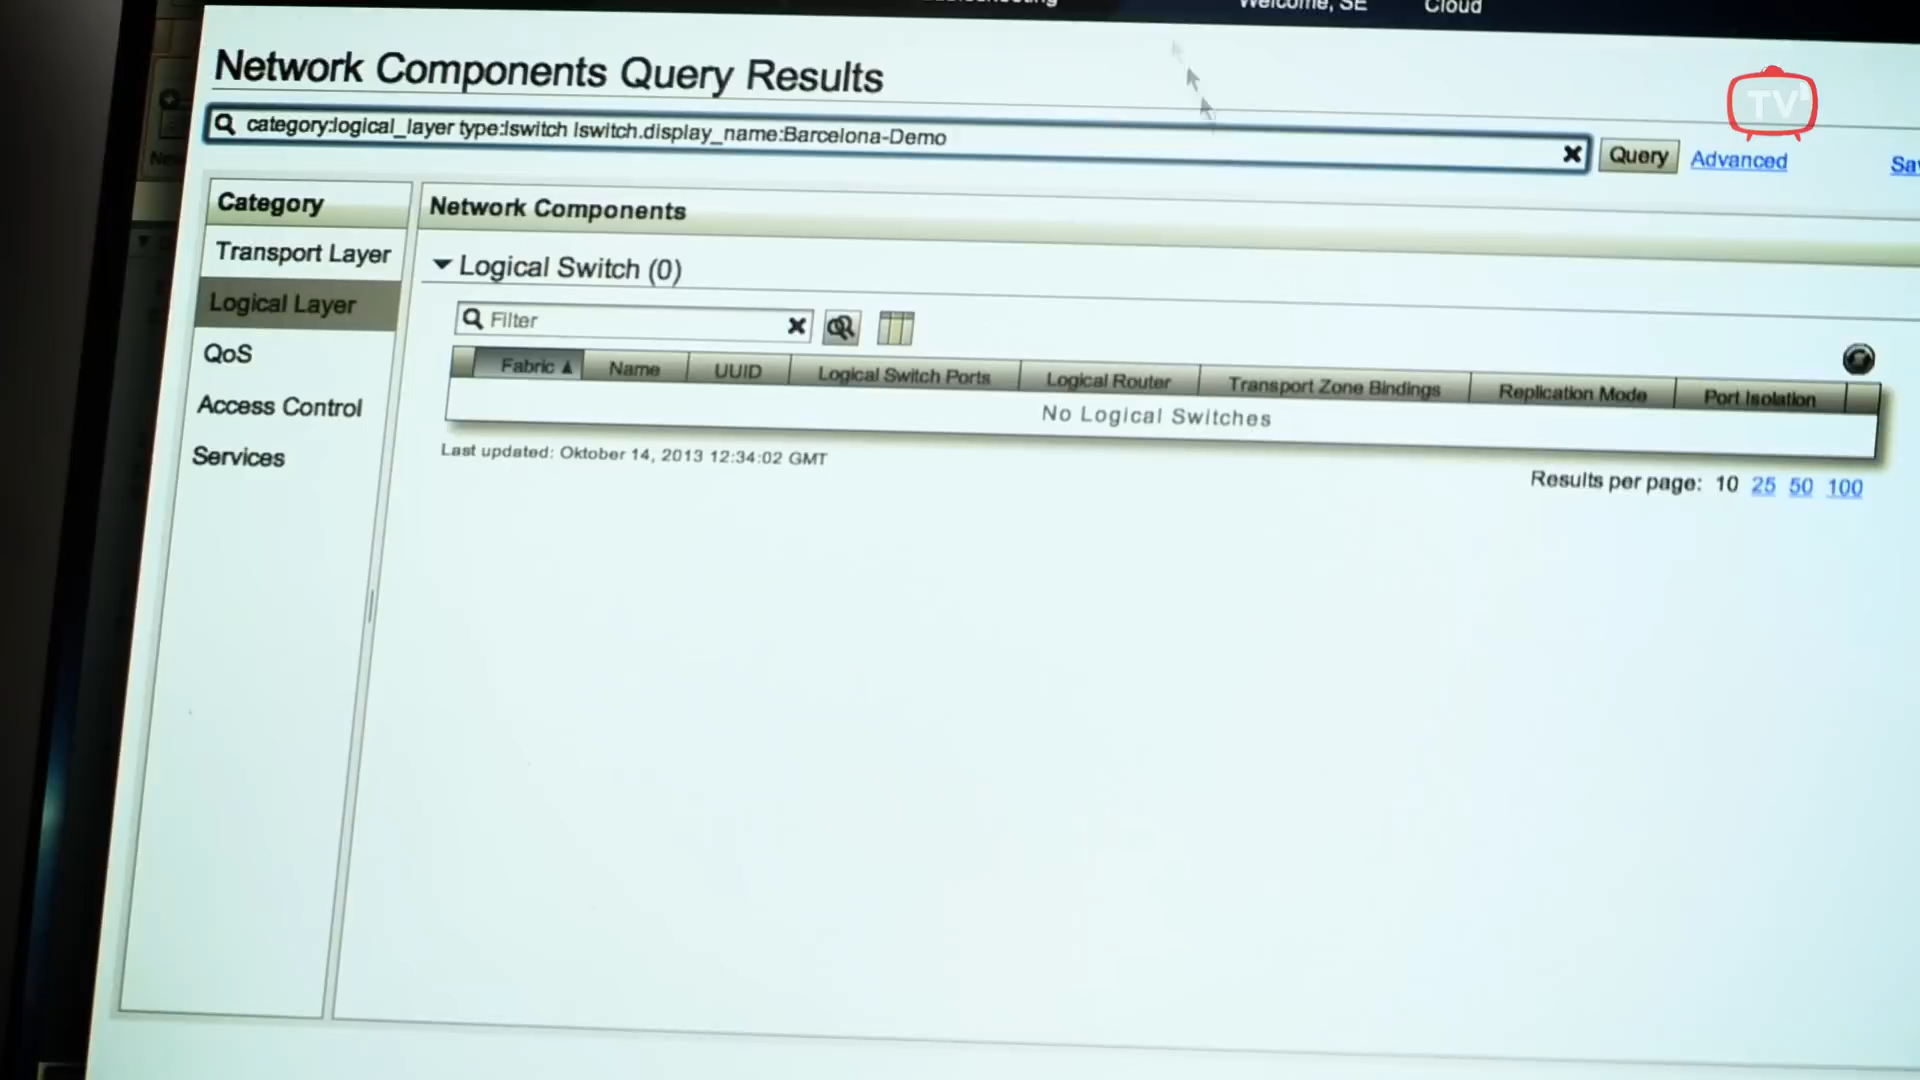 Welcome, SE Cloud
Network Components Query Results
category:logical_layer type:lswitch lswitch.display_name:Barcelona-Demo
Query Advanced
TV
Category
Transport Layer
Logical Layer
QoS
Access Control
Services
Network Components
Logical Switch (0)
Filter
Fabric Name UUID Logical Switch Ports Logical Router Transport Zone Bindings Replication Mode Port Isolation
No Logical Switches
Last updated: Oktober 14, 2013 12:34:02 GMT
Results per page: 10 25 50 100